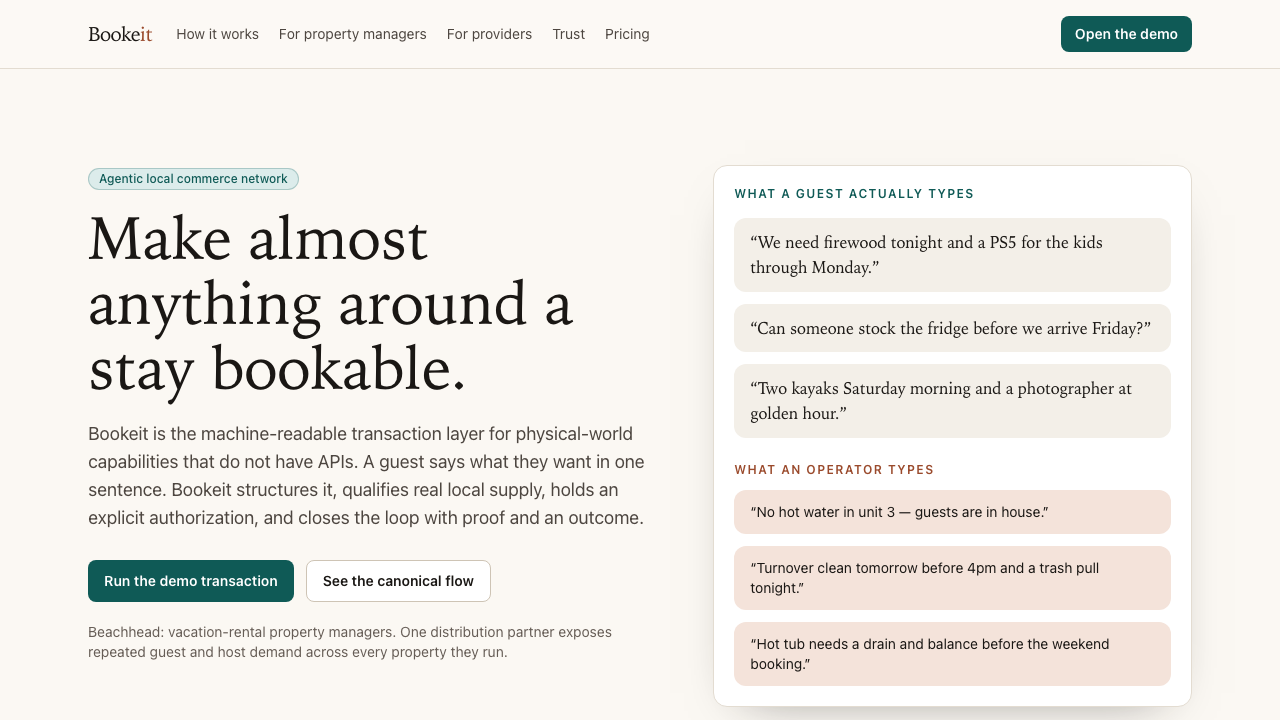 Bookeit
How it works
For property managers
For providers
Trust
Pricing
Open the demo
Agentic local commerce network
Make almost
anything around a
stay bookable.
Bookeit is the machine-readable transaction layer for physical-world
capabilities that do not have APIs. A guest says what they want in one
sentence. Bookeit structures it, qualifies real local supply, holds an
explicit authorization, and closes the loop with proof and an outcome.
Run the demo transaction
See the canonical flow
Beachhead: vacation-rental property managers. One distribution partner exposes
repeated guest and host demand across every property they run.
WHAT A GUEST ACTUALLY TYPES
“We need firewood tonight and a PS5 for the kids
through Monday.”
“Can someone stock the fridge before we arrive Friday?”
“Two kayaks Saturday morning and a photographer at
golden hour.”
WHAT AN OPERATOR TYPES
“No hot water in unit 3 — guests are in house.”
“Turnover clean tomorrow before 4pm and a trash pull
tonight.”
“Hot tub needs a drain and balance before the weekend
booking.”